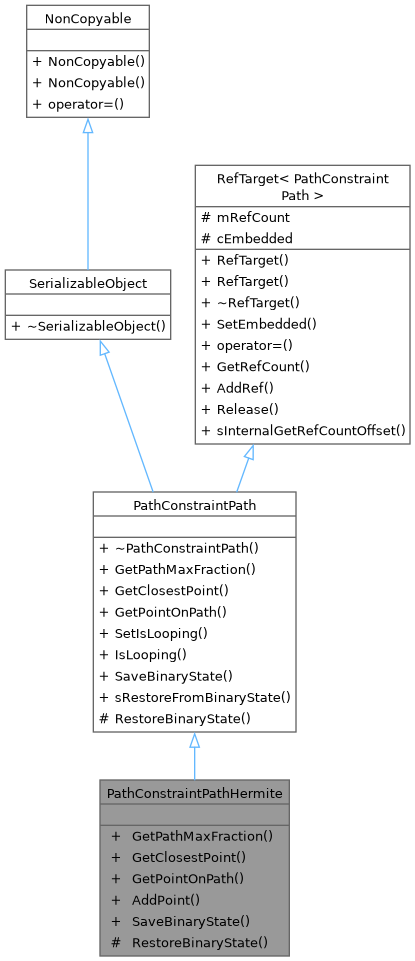 NonCopyable
+ NonCopyable()
+ NonCopyable()
+ operator=()
RefTarget< PathConstraint
Path >
# mRefCount
# cEmbedded
+ RefTarget()
+ RefTarget()
+ ~RefTarget()
+ SetEmbedded()
+ operator=()
+ GetRefCount()
+ AddRef()
+ Release()
+ sInternalGetRefCountOffset()
SerializableObject
+ ~SerializableObject()
PathConstraintPath
+ ~PathConstraintPath()
+ GetPathMaxFraction()
+ GetClosestPoint()
+ GetPointOnPath()
+ SetIsLooping()
+ IsLooping()
+ SaveBinaryState()
+ sRestoreFromBinaryState()
# RestoreBinaryState()
PathConstraintPathHermite
+ GetPathMaxFraction()
+ GetClosestPoint()
+ GetPointOnPath()
+ AddPoint()
+ SaveBinaryState()
# RestoreBinaryState()